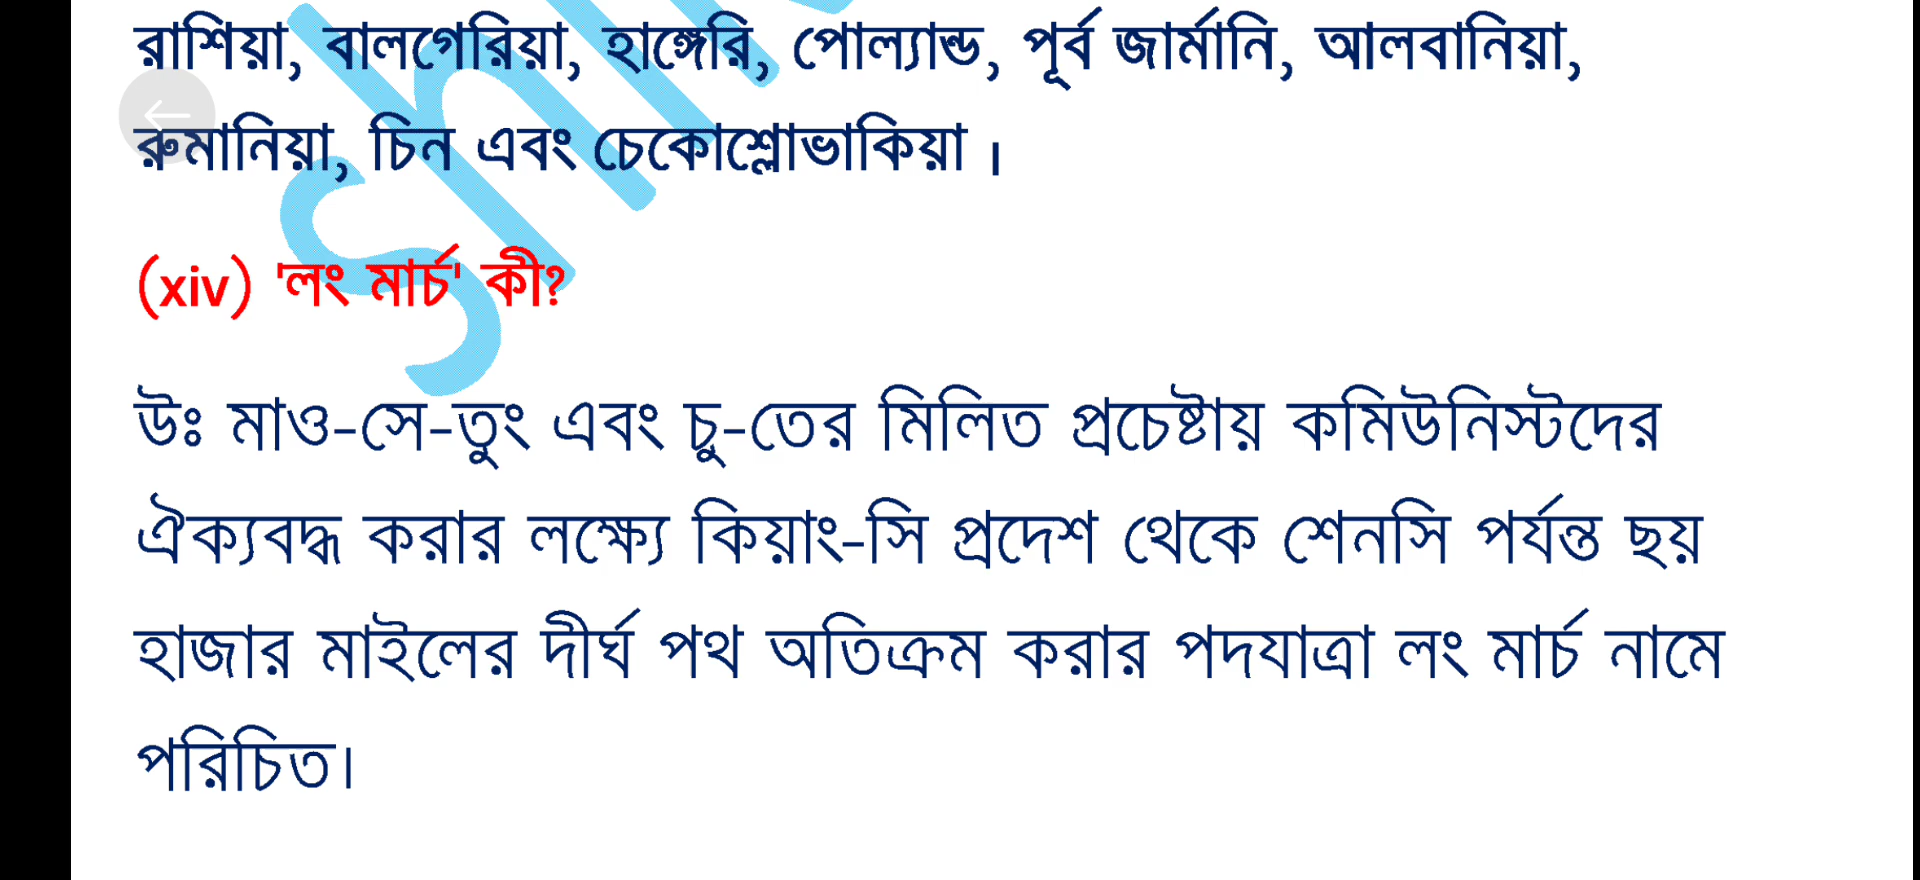 রাশিয়া, বালগেরিয়া, হাঙ্গেরি, পোল্যান্ড, পূর্ব জার্মানি, আলবানিয়া,
রুমানিয়া, চিন এবং চেকোশ্লোভাকিয়া ।
(xiv) 'লং মার্চ' কী?
উঃ মাও-সে-তুং এবং চু-তের মিলিত প্রচেষ্টায় কমিউনিস্টদের
ঐক্যবদ্ধ করার লক্ষ্যে কিয়াং-সি প্রদেশ থেকে শেনসি পর্যন্ত ছয়
হাজার মাইলের দীর্ঘ পথ অতিক্রম করার পদযাত্রা লং মার্চ নামে
পরিচিত।